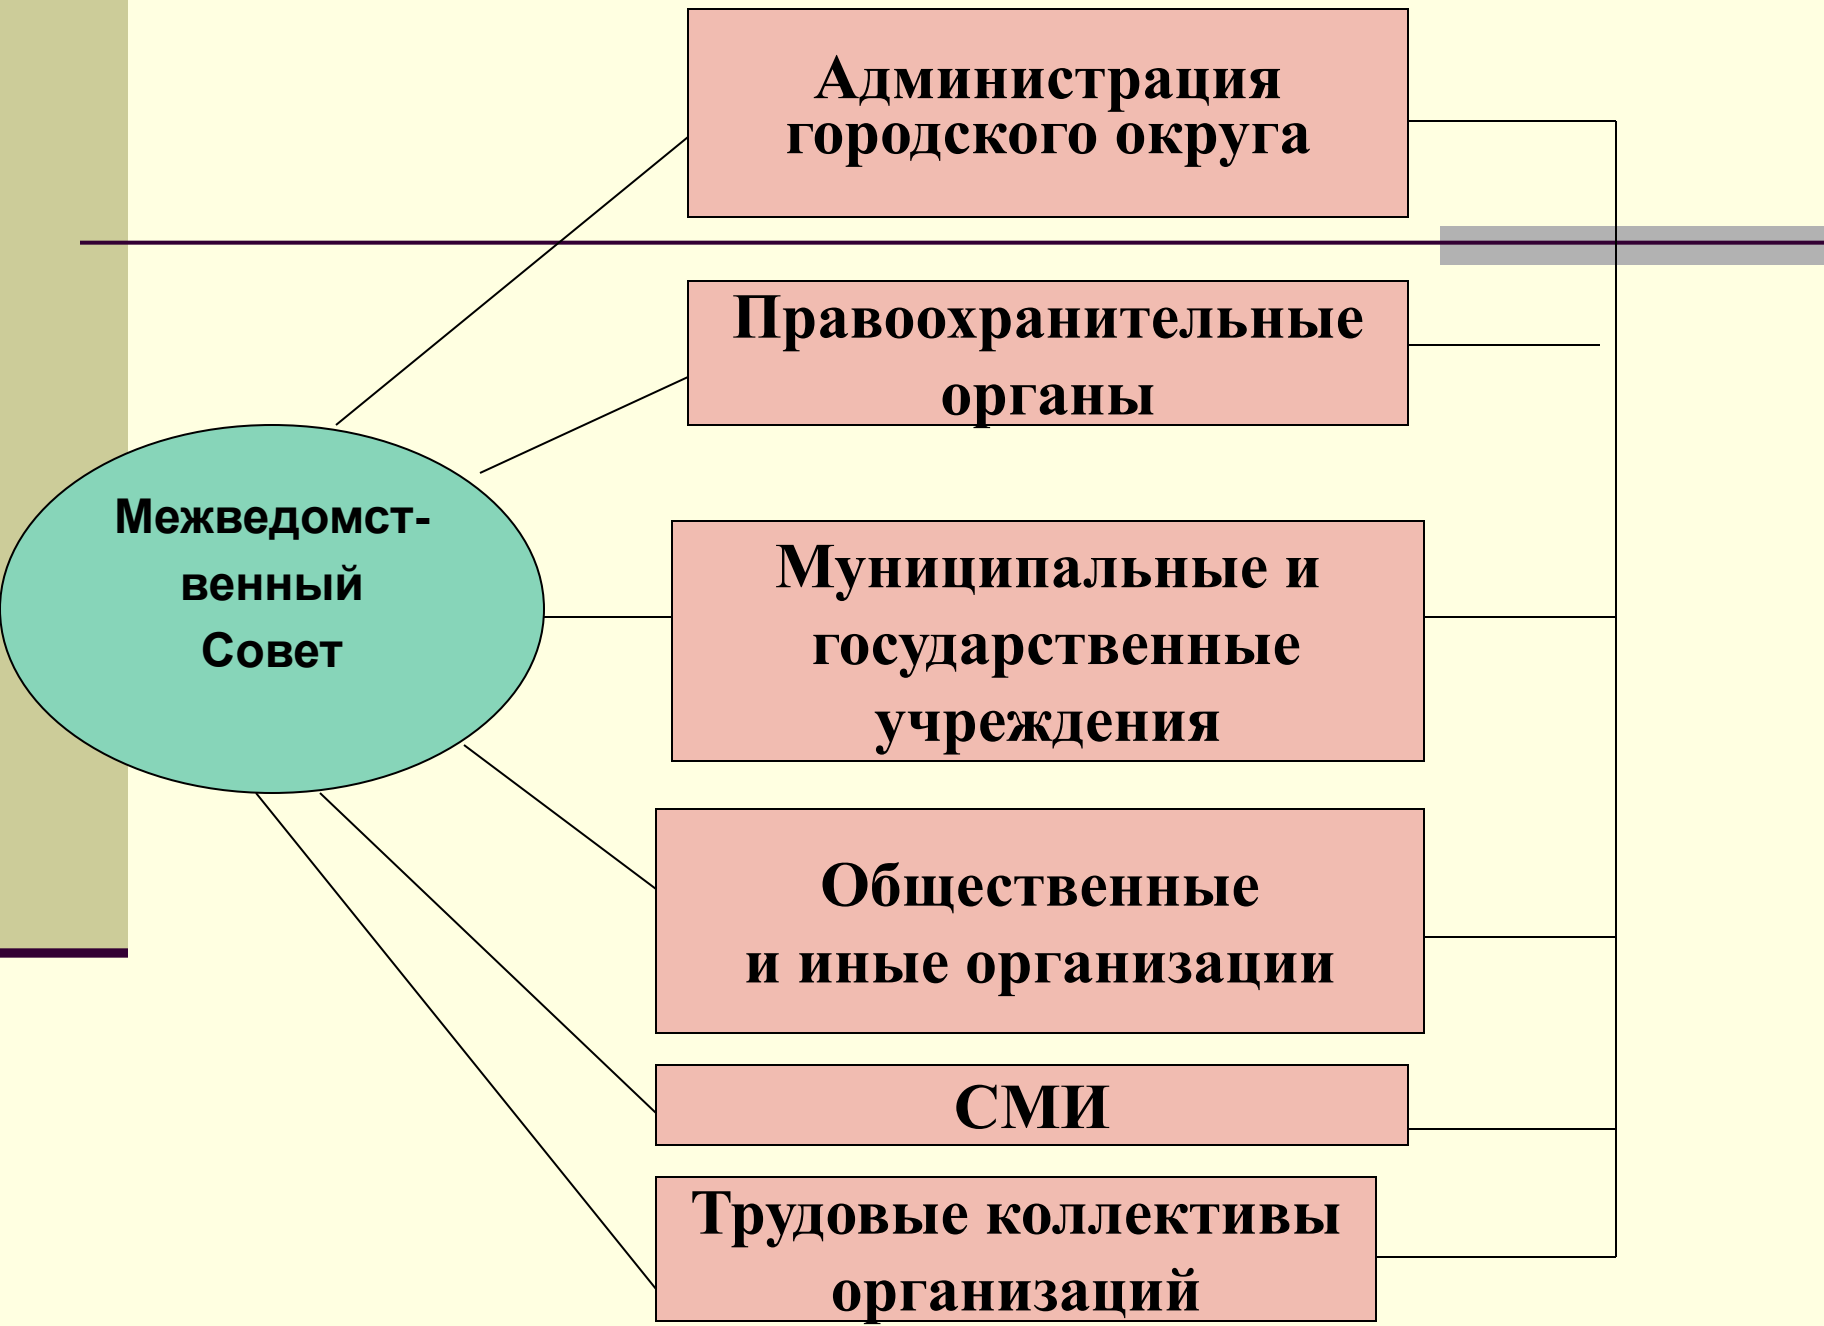 Администрация
городского округа
Правоохранительные
органы
Межведомст-
венный
Совет
Муниципальные и
государственные
учреждения
Общественные
и иные организации
СМИ
Трудовые коллективы
организаций